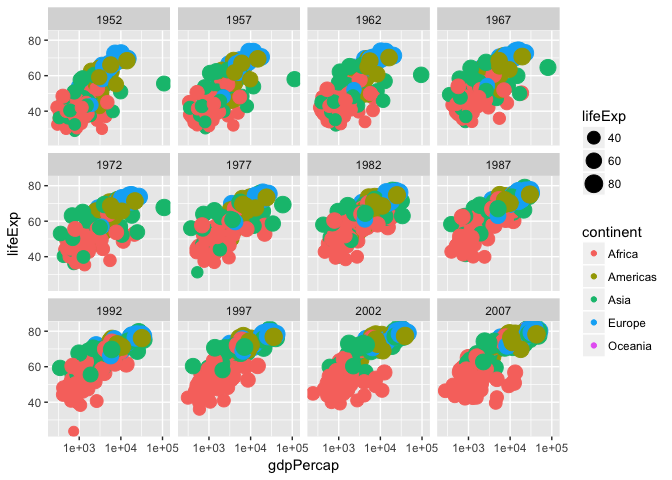 1952 1957 1962 1967
80
60
40
1972 1977 1982 1987
80
60
40
1992 1997 2002 2007
80
60
40
1e+03 1e+04 1e+05 1e+03 1e+04 1e+05 1e+03 1e+04 1e+05 1e+03 1e+04 1e+05
gdpPercap
lifeExp
lifeExp
40
60
80
continent
Africa
Americas
Asia
Europe
Oceania